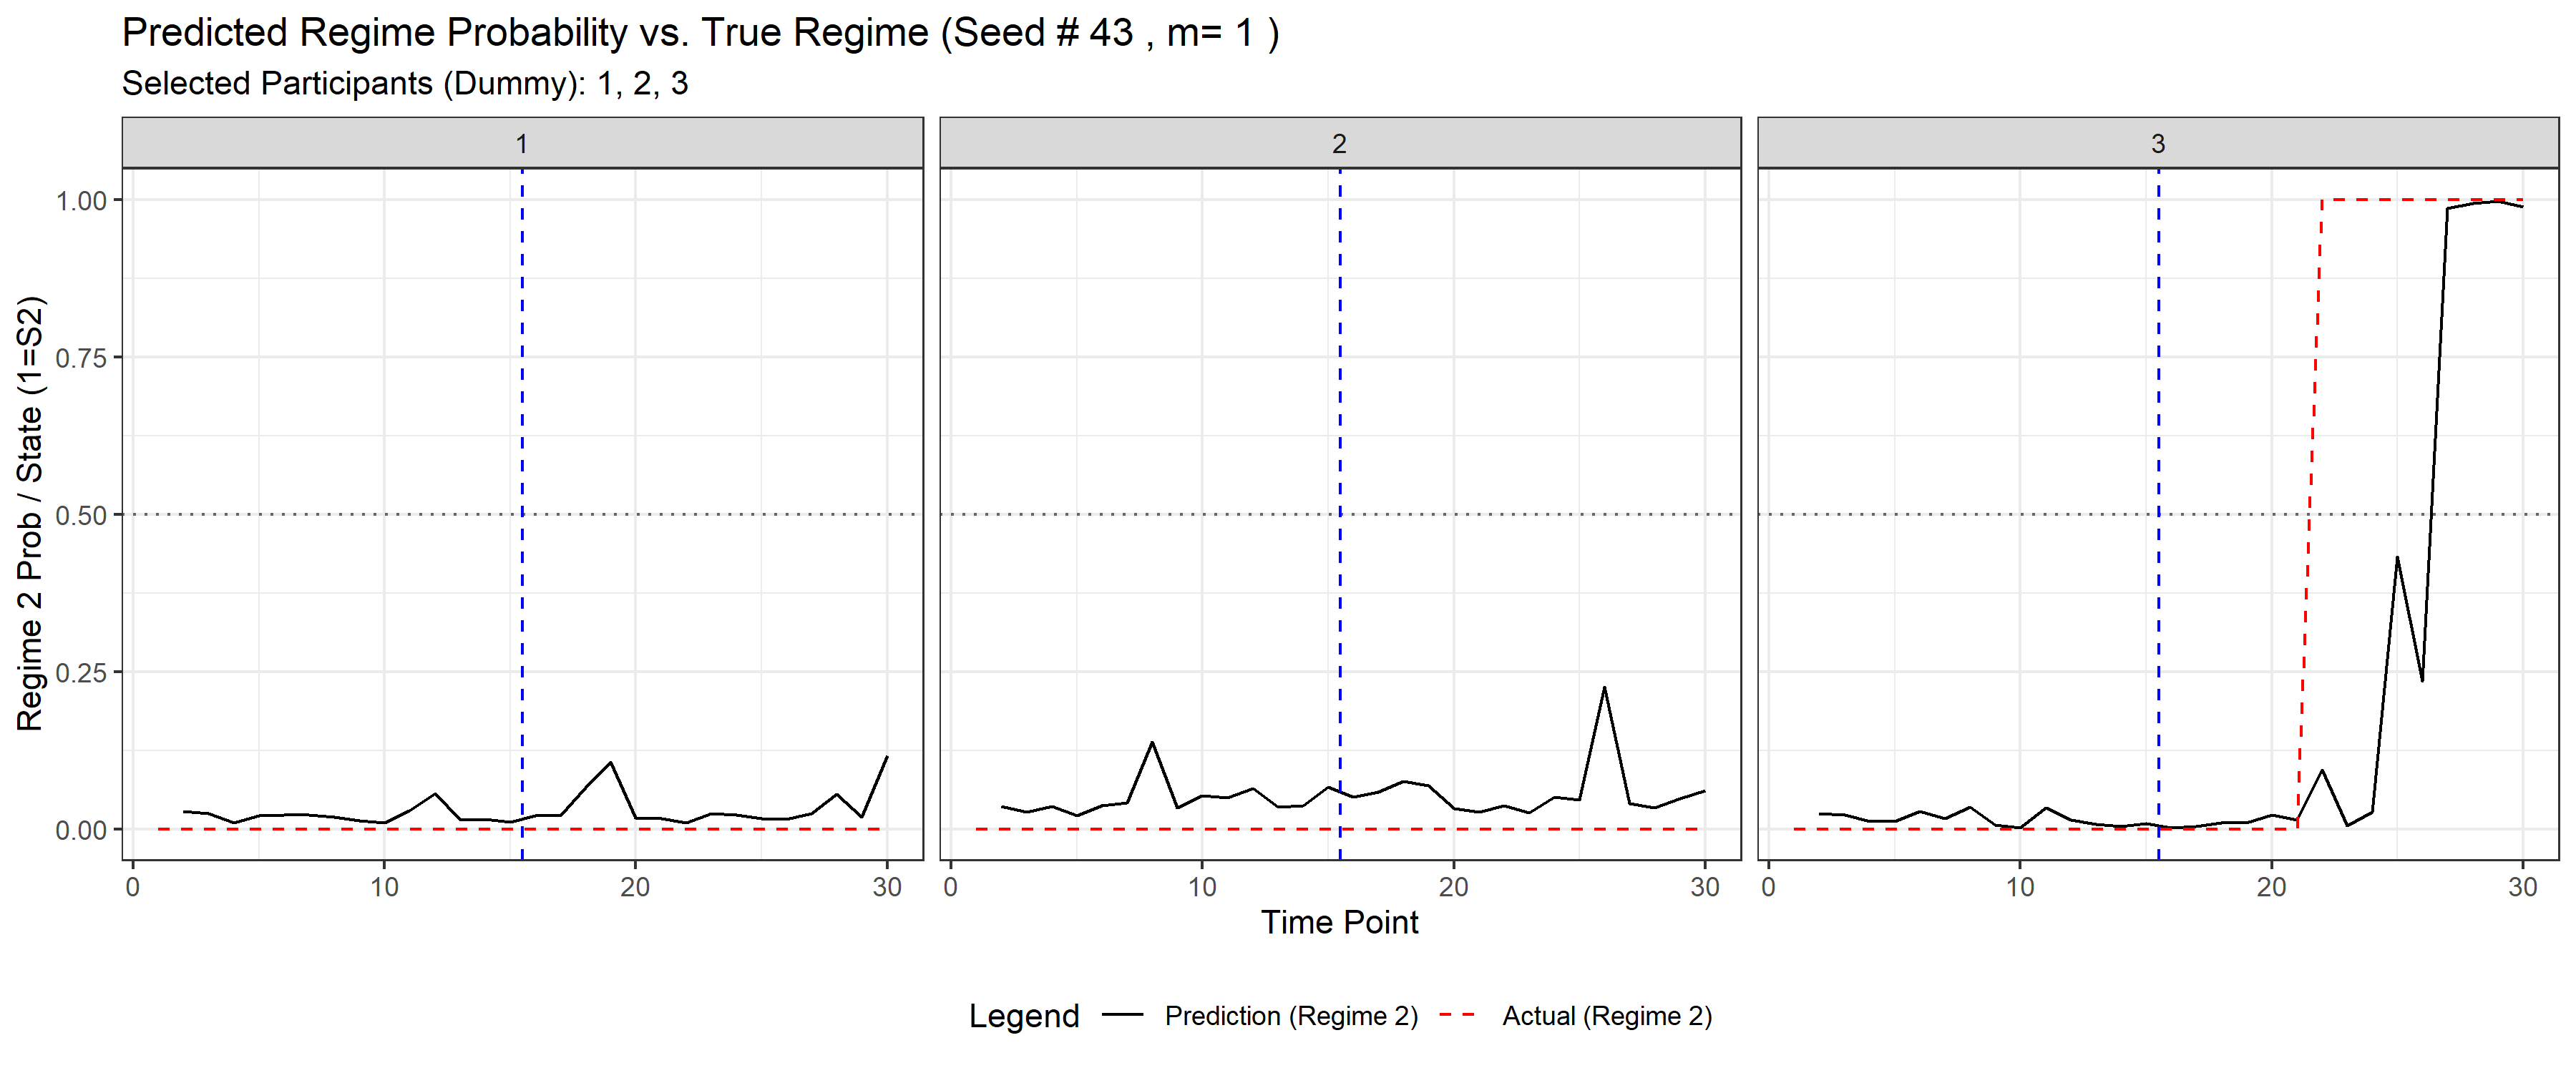 Predicted Regime Probability vs. True Regime (Seed # 43 , m= 1 )
Selected Participants (Dummy): 1, 2, 3
1 2 3
Regime 2 Prob / State (1=S2)
1.00
0.75
0.50
0.25
0.00
0 10 20 30 0 10 20 30 0 10 20 30
Time Point
Legend Prediction (Regime 2) Actual (Regime 2)